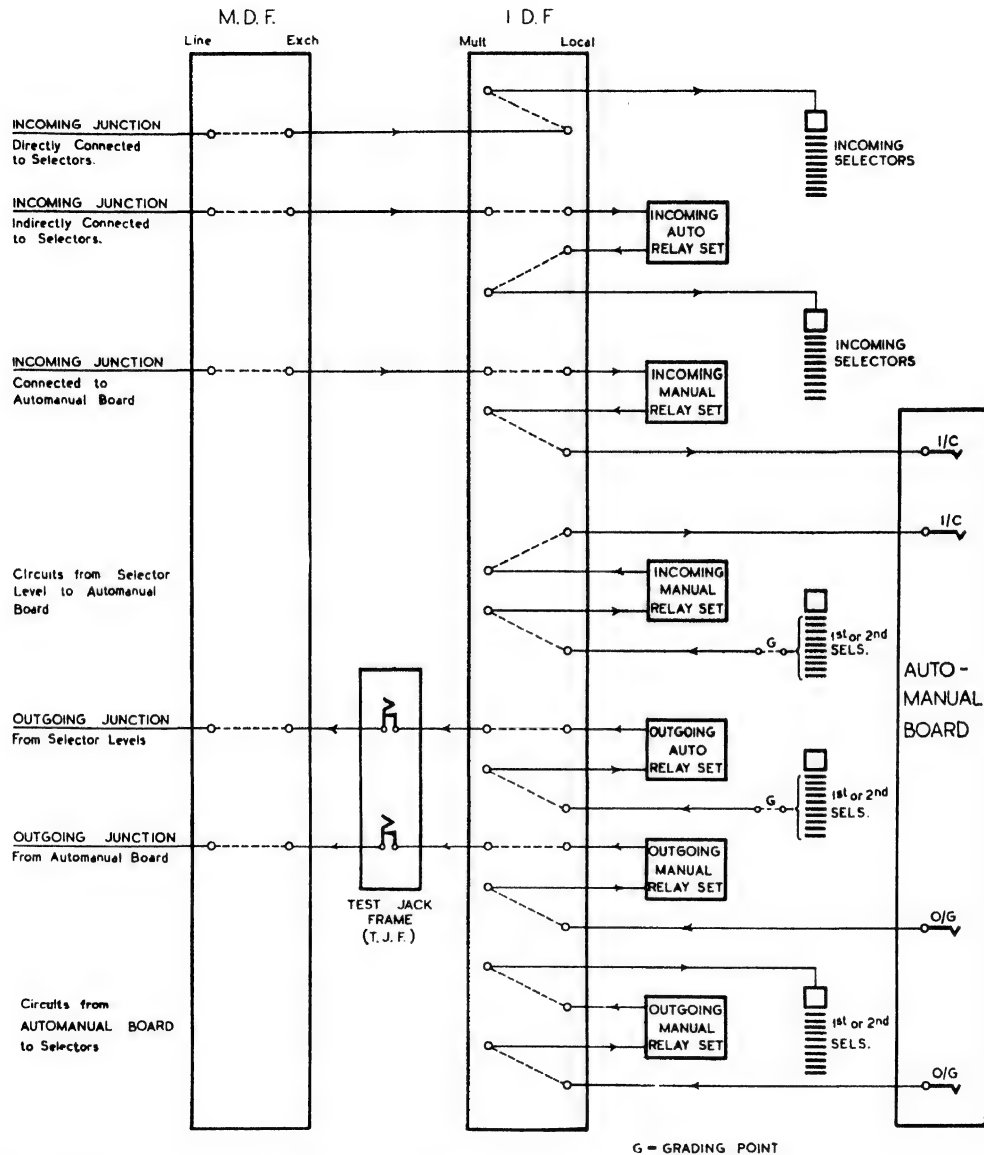 M.D.F.
I D F
Line
Exch
Mult
Local
INCOMING JUNCTION
Directly Connected
to Selectors.
INCOMING
SELECTORS
INCOMING JUNCTION
Indirectly Connected
to Selectors.
INCOMING
AUTO
RELAY SET
INCOMING
SELECTORS
INCOMING JUNCTION
Connected to
Automanual Board
INCOMING
MANUAL
RELAY SET
I/C
I/C
Circuits from Selector
Level to Automanual
Board
INCOMING
MANUAL
RELAY SET
G
1st or 2nd
SELS.
AUTO-
MANUAL
BOARD
OUTGOING JUNCTION
From Selector Levels
OUTGOING
AUTO
RELAY SET
G
1st or 2nd
SELS.
OUTGOING JUNCTION
From Automanual Board
OUTGOING
MANUAL
RELAY SET
TEST JACK
FRAME
(T.J.F.)
O/G
Circuits from
AUTOMANUAL BOARD
to Selectors
OUTGOING
MANUAL
RELAY SET
1st or 2nd
SELS.
O/G
G = GRADING POINT